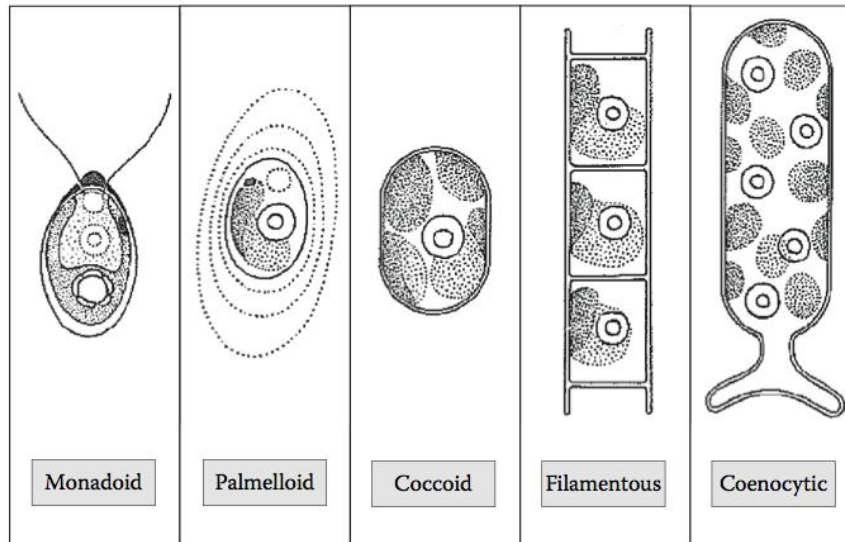 Monadoid
Palmelloid
Coccoid
Filamentous
Coenocytic